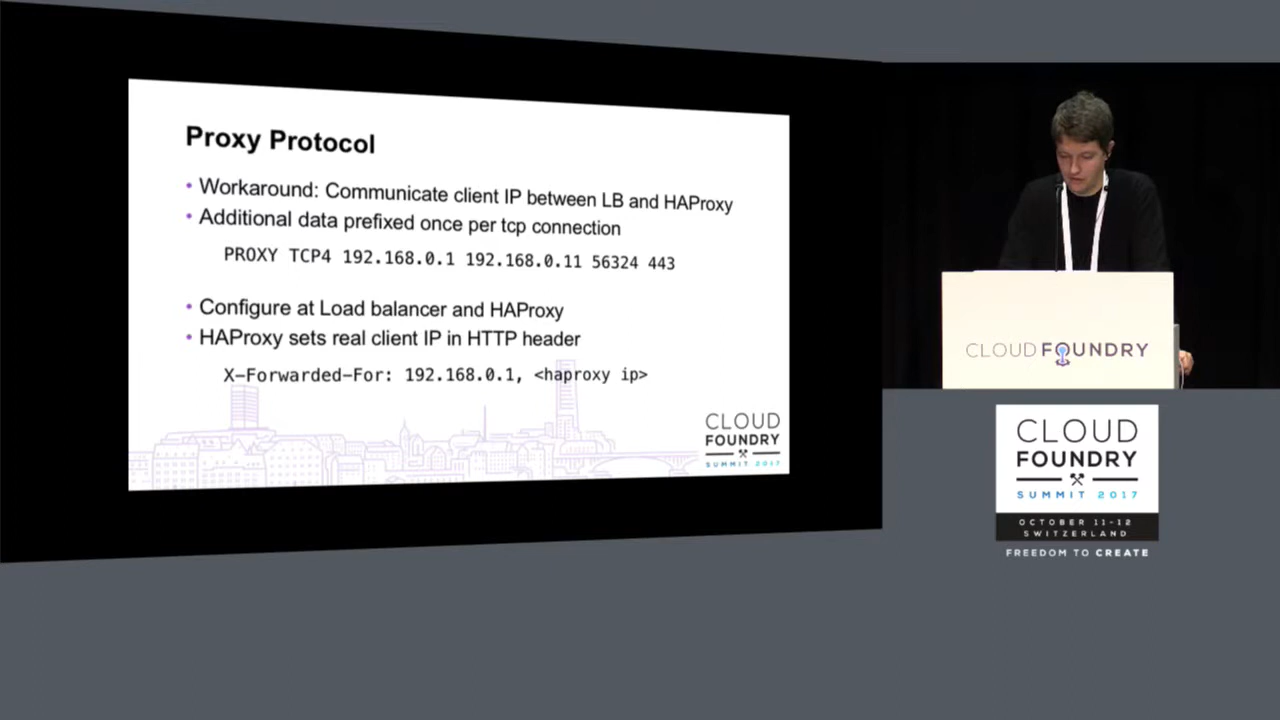 Proxy Protocol
• Workaround: Communicate client IP between LB and HAProxy
• Additional data prefixed once per tcp connection
PROXY TCP4 192.168.0.1 192.168.0.11 56324 443
• Configure at Load balancer and HAProxy
• HAProxy sets real client IP in HTTP header
X-Forwarded-For: 192.168.0.1, <haproxy ip>
CLOUD
FOUNDRY
SUMMIT 2017
CLOUD FOUNDRY
CLOUD
FOUNDRY
SUMMIT 2017
OCTOBER 11-12
SWITZERLAND
FREEDOM TO CREATE